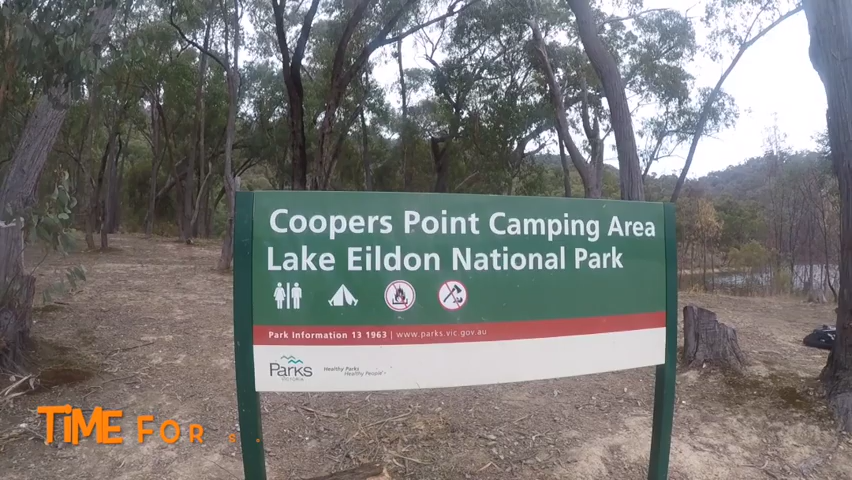 Coopers Point Camping Area
Lake Eildon National Park
Park Information 13 1963 | www.parks.vic.gov.au
Parks
VICTORIA
Healthy Parks
Healthy People
TIME FOR S